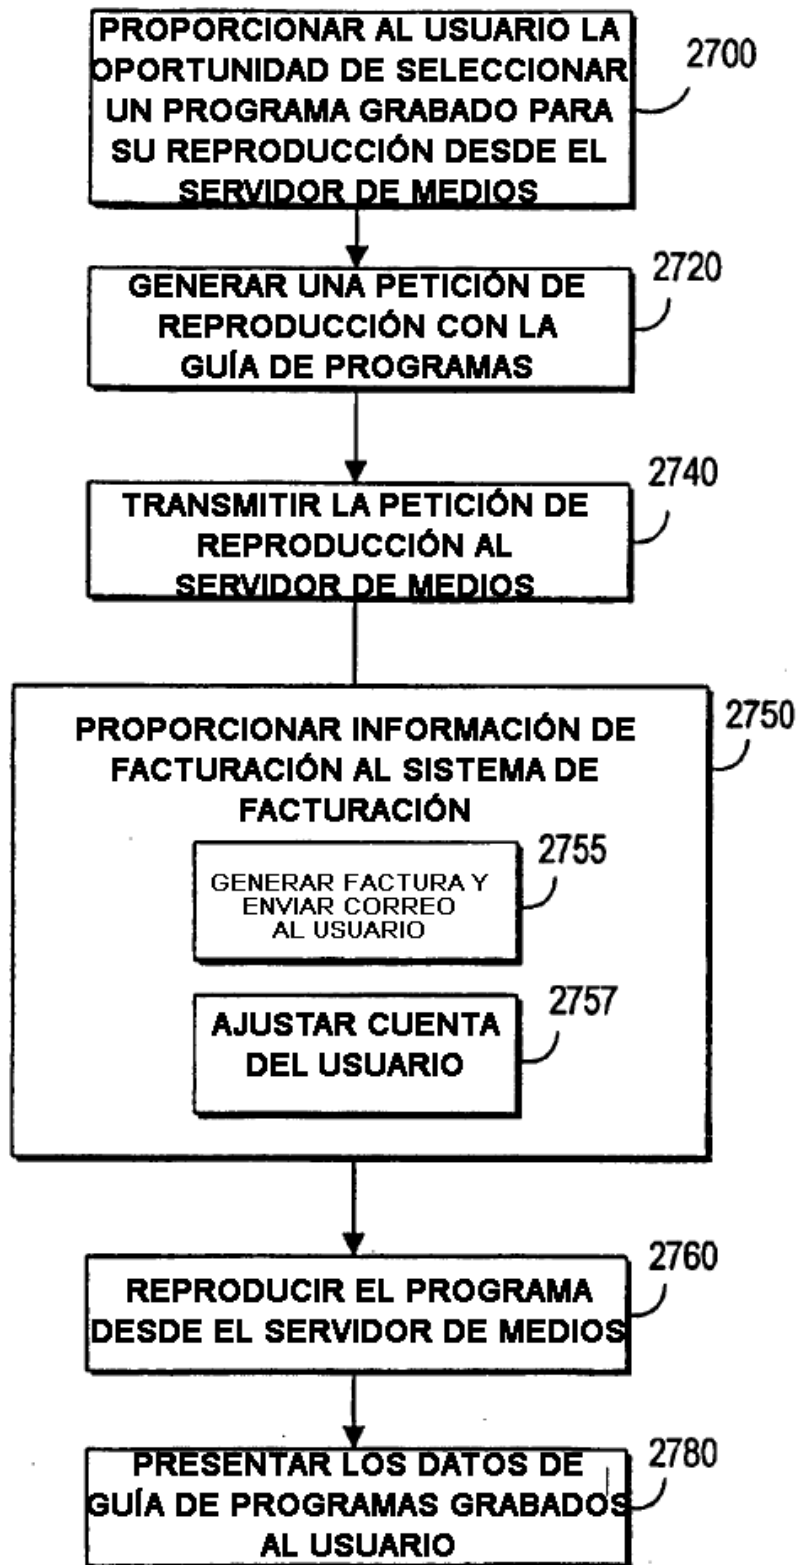 PROPORCIONAR AL USUARIO LA
OPORTUNIDAD DE SELECCIONAR
UN PROGRAMA GRABADO PARA
SU REPRODUCCIÓN DESDE EL
SERVIDOR DE MEDIOS
2700
GENERAR UNA PETICIÓN DE
REPRODUCCIÓN CON LA
GUÍA DE PROGRAMAS
2720
TRANSMITIR LA PETICIÓN DE
REPRODUCCIÓN AL
SERVIDOR DE MEDIOS
2740
PROPORCIONAR INFORMACIÓN DE
FACTURACIÓN AL SISTEMA DE
FACTURACIÓN
2750
GENERAR FACTURA Y
ENVIAR CORREO
AL USUARIO
2755
AJUSTAR CUENTA
DEL USUARIO
2757
REPRODUCIR EL PROGRAMA
DESDE EL SERVIDOR DE MEDIOS
2760
PRESENTAR LOS DATOS DE
GUÍA DE PROGRAMAS GRABADOS
AL USUARIO
2780